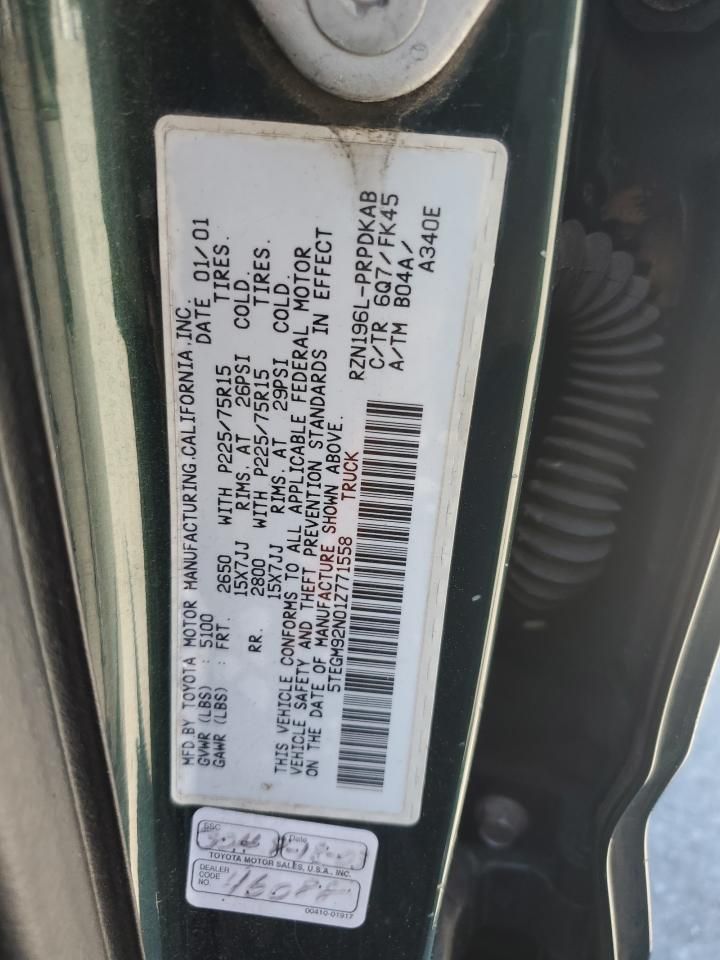 MFD.BY TOYOTA MOTOR MANUFACTURING,CALIFORNIA,INC.
GVWR (LBS) : 5100 DATE 01/01
GAWR (LBS) : FRT. 2650 WITH P225/75R15 TIRES.
15X7JJ RIMS. AT 26PSI COLD.
RR. 2800 WITH P225/75R15 TIRES.
15X7JJ RIMS. AT 29PSI COLD.
THIS VEHICLE CONFORMS TO ALL APPLICABLE FEDERAL MOTOR
VEHICLE SAFETY AND THEFT PREVENTION STANDARDS IN EFFECT
ON THE DATE OF MANUFACTURE SHOWN ABOVE.
5TEGM92N01Z771558 TRUCK
RZN196L-PRPDKAB
C/TR 6Q7/FK45
A/TM B04A/
A340E
SSC Date
TOYOTA MOTOR SALES, U.S.A., INC.
DEALER
CODE
NO.
00410-01917